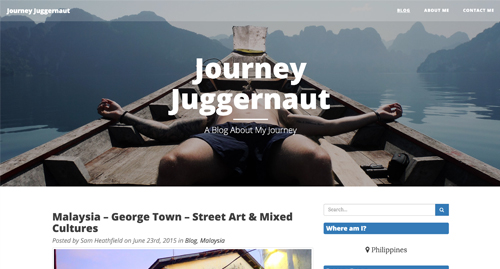 Journey Juggernaut
BLOG ABOUT ME CONTACT ME
Journey
Juggernaut
A Blog About My Journey
Malaysia – George Town – Street Art & Mixed
Cultures
Posted by Sam Heathfield on June 23rd, 2015 in Blog, Malaysia
Search...
Where am I?
Philippines